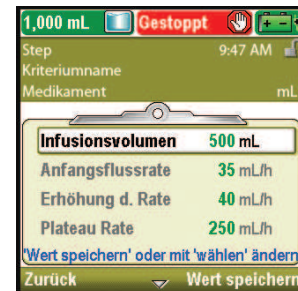 1,000 mL Gestoppt
Step 9:47 AM
Kriteriumname
Medikament mL
Infusionsvolumen 500 mL
Anfangsflussrate 35 mL/h
Erhöhung d. Rate 40 mL/h
Plateau Rate 250 mL/h
'Wert speichern' oder mit 'wählen' ändern
Zurück Wert speichern